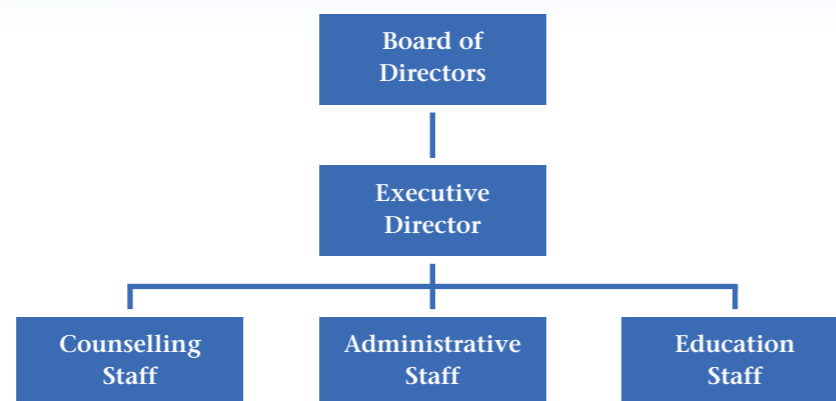 Board of
Directors
Executive
Director
Counselling
Staff
Administrative
Staff
Education
Staff